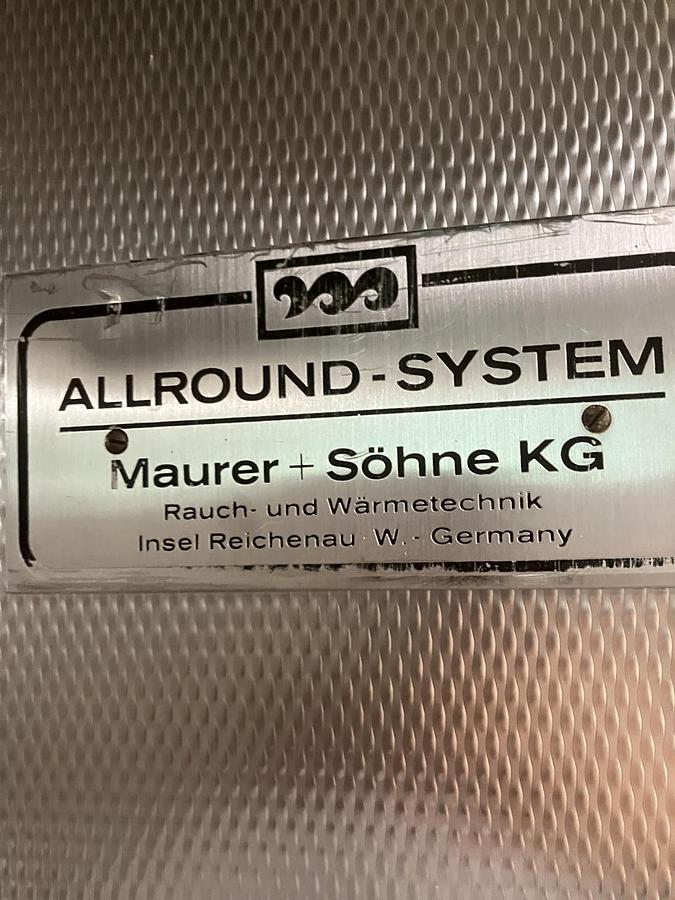 ALLROUND-SYSTEM
Maurer + Söhne KG
Rauch- und Wärmetechnik
Insel Reichenau · W.- Germany